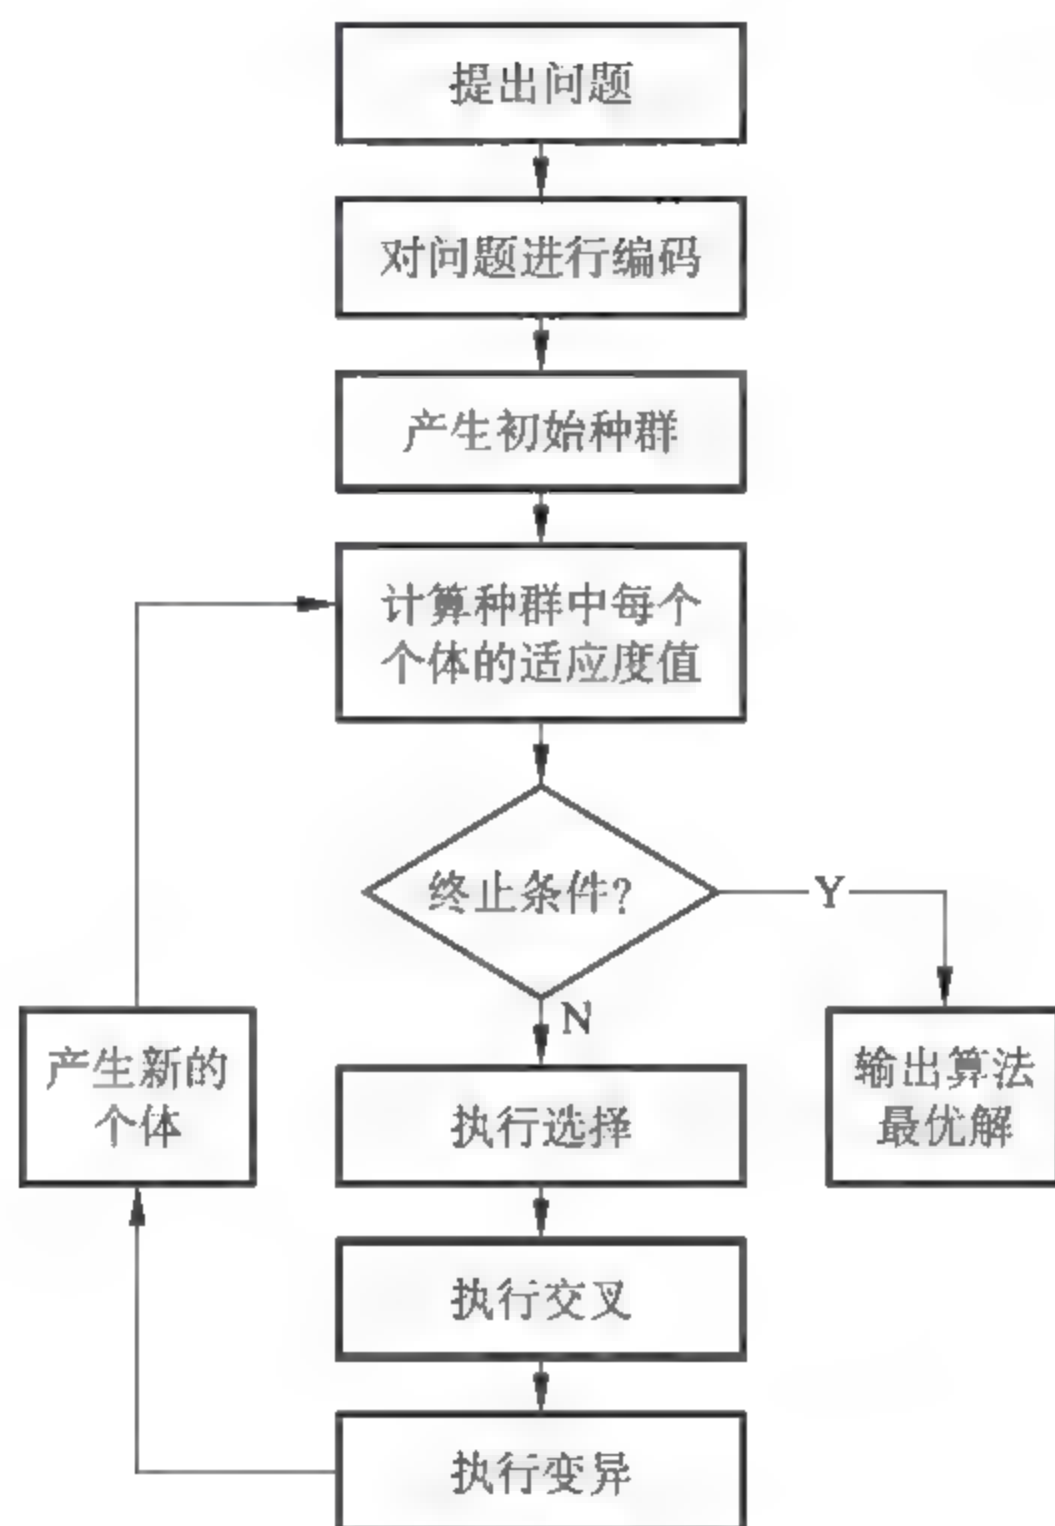 提出问题
对问题进行编码
产生初始种群
计算种群中每个
个体的适应度值
终止条件?
Y
N
产生新的
个体
执行选择
输出算法
最优解
执行交叉
执行变异